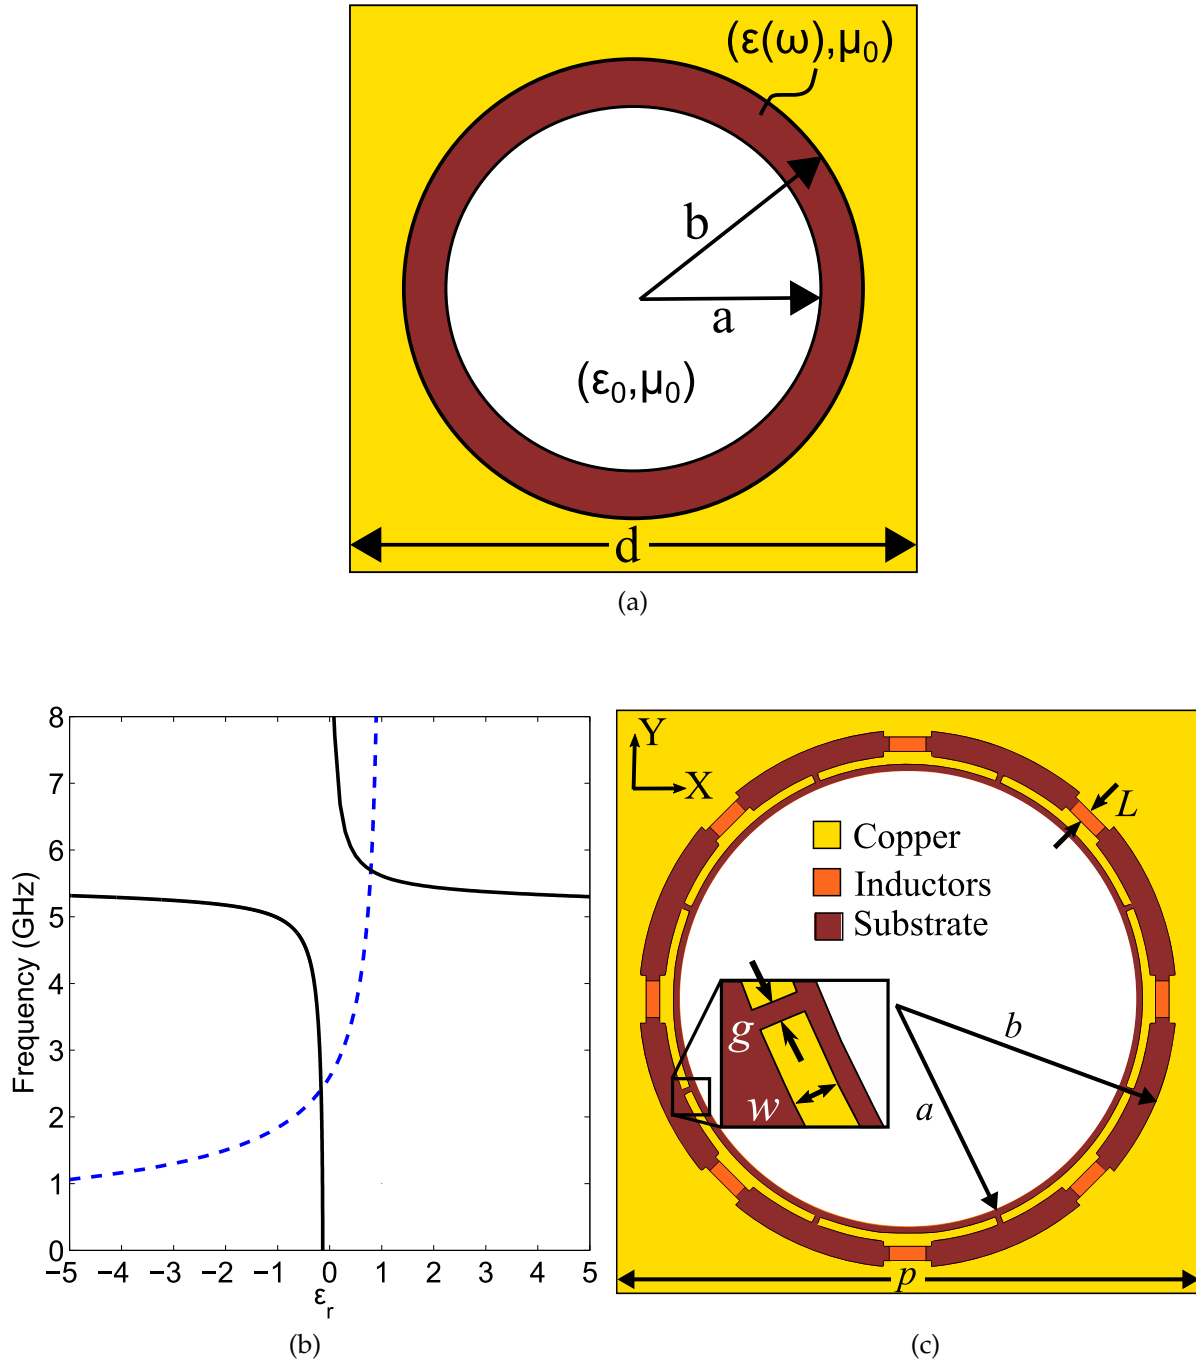 (ε(ω),μ₀)
b
a
(ε₀,μ₀)
d
(a)
8
7
6
5
4
3
2
1
0
Frequency (GHz)
−5 −4 −3 −2 −1 0 1 2 3 4 5
εᵣ
(b)
Y
X
L
Copper
Inductors
Substrate
g
w
b
a
p
(c)